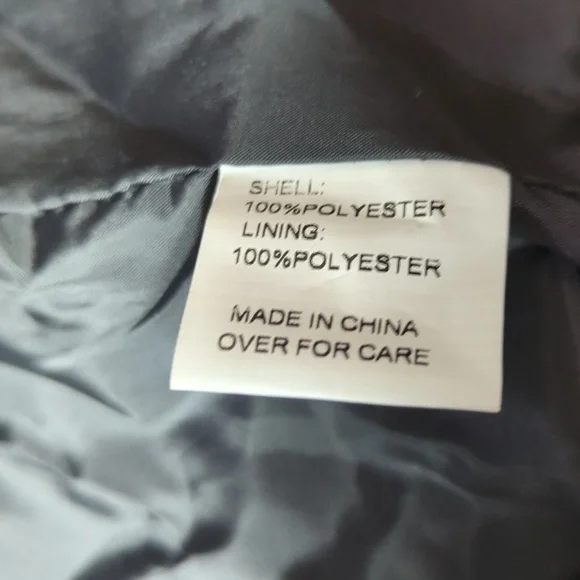 SHELL:
100%POLYESTER
LINING:
100%POLYESTER
MADE IN CHINA
OVER FOR CARE